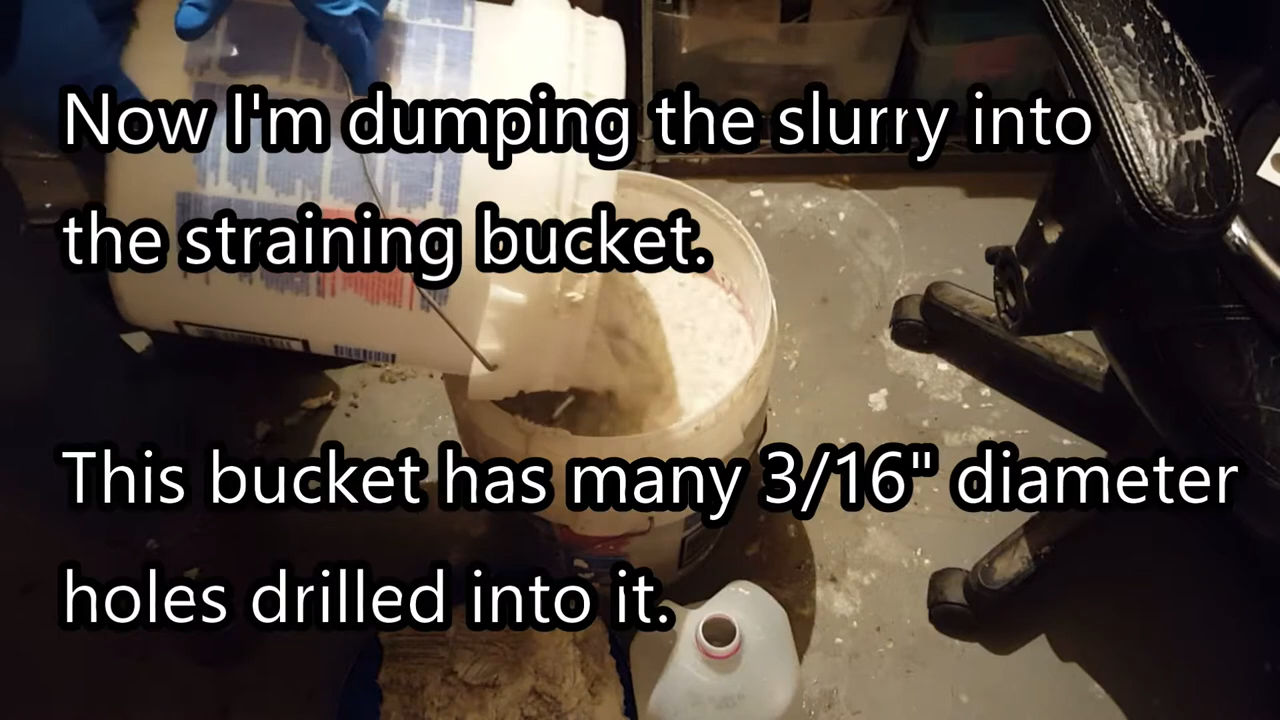 Now I'm dumping the slurry into
the straining bucket.
This bucket has many 3/16" diameter
holes drilled into it.